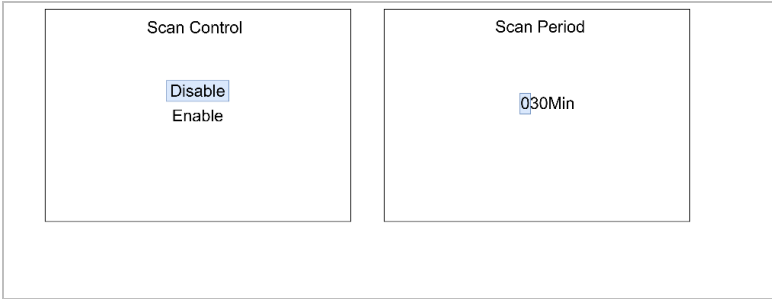 Scan Control
Disable
Enable
Scan Period
030Min